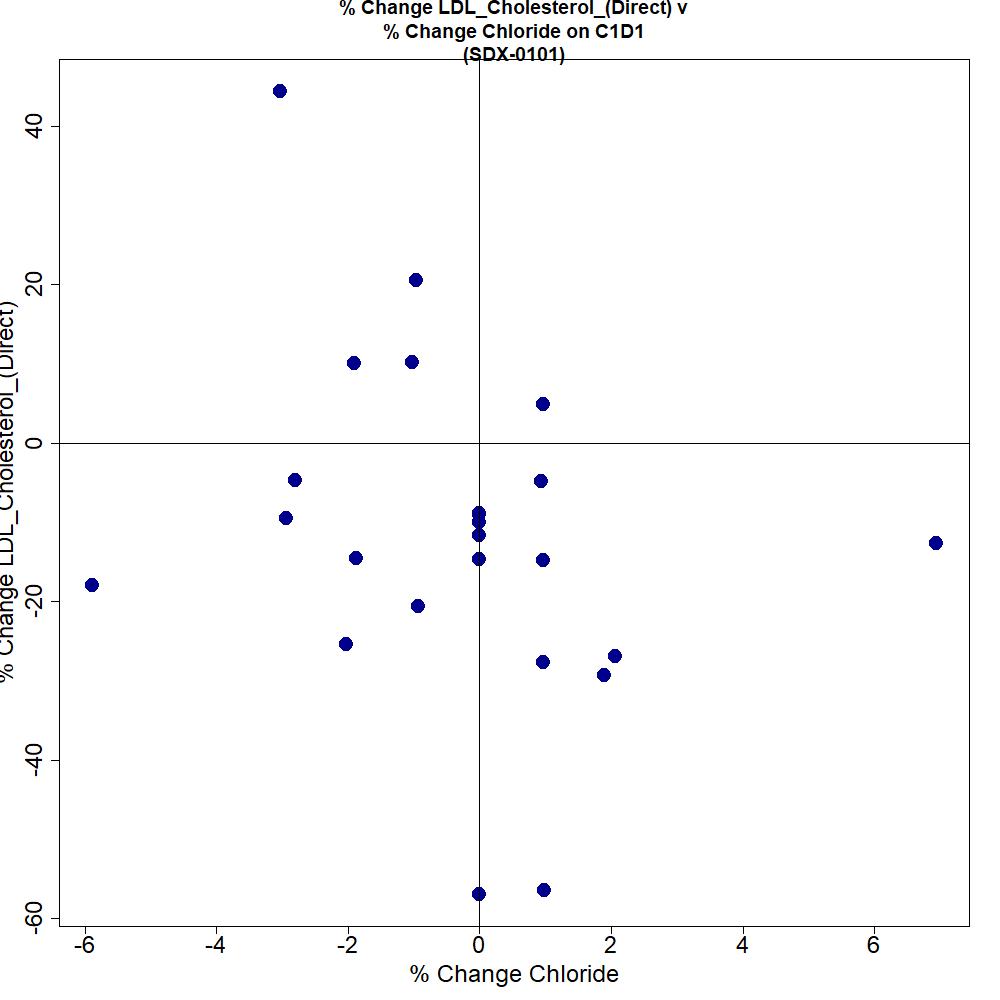 % Change LDL_Cholesterol_(Direct) v
% Change Chloride on C1D1
(SDX-0101)
% Change LDL_Cholesterol_(Direct)
40
20
0
-20
-40
-60
-6
-4
-2
0
2
4
6
% Change Chloride